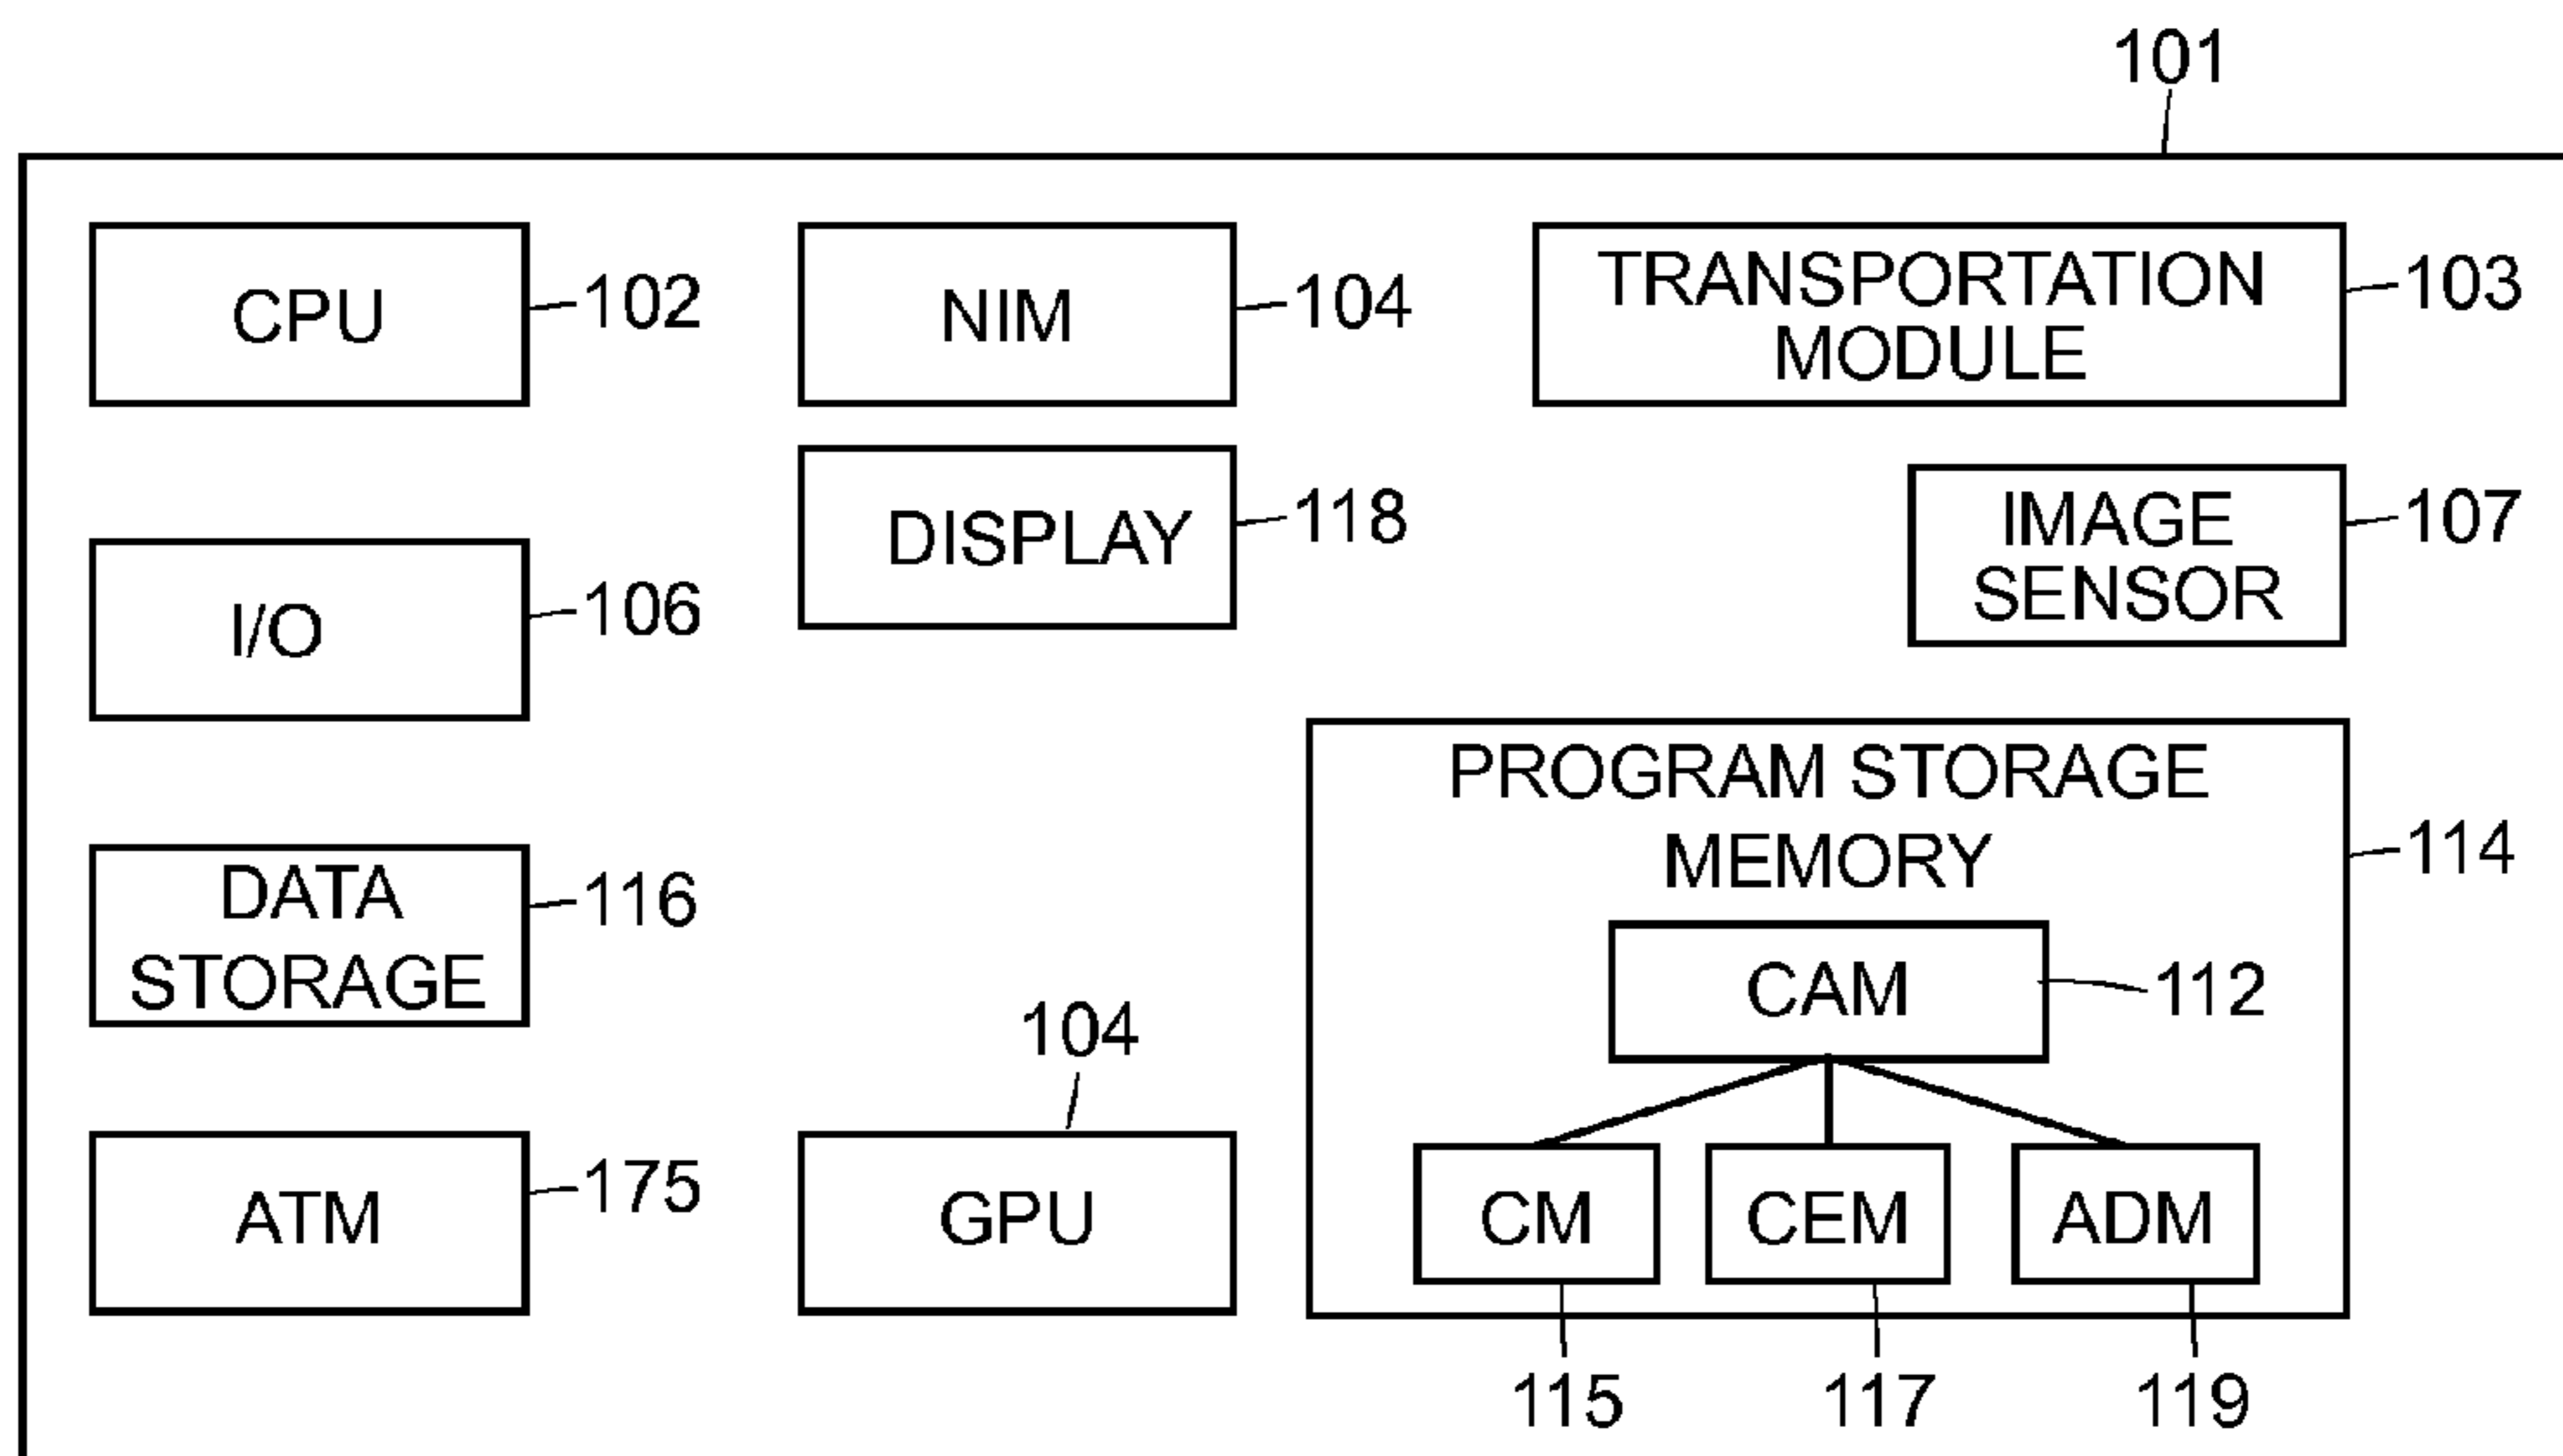 101
CPU
102
NIM
104
TRANSPORTATION
MODULE
103
DISPLAY
118
IMAGE
SENSOR
107
I/O
106
PROGRAM STORAGE
MEMORY
114
DATA
STORAGE
116
CAM
112
104
ATM
175
GPU
CM
CEM
ADM
115
117
119